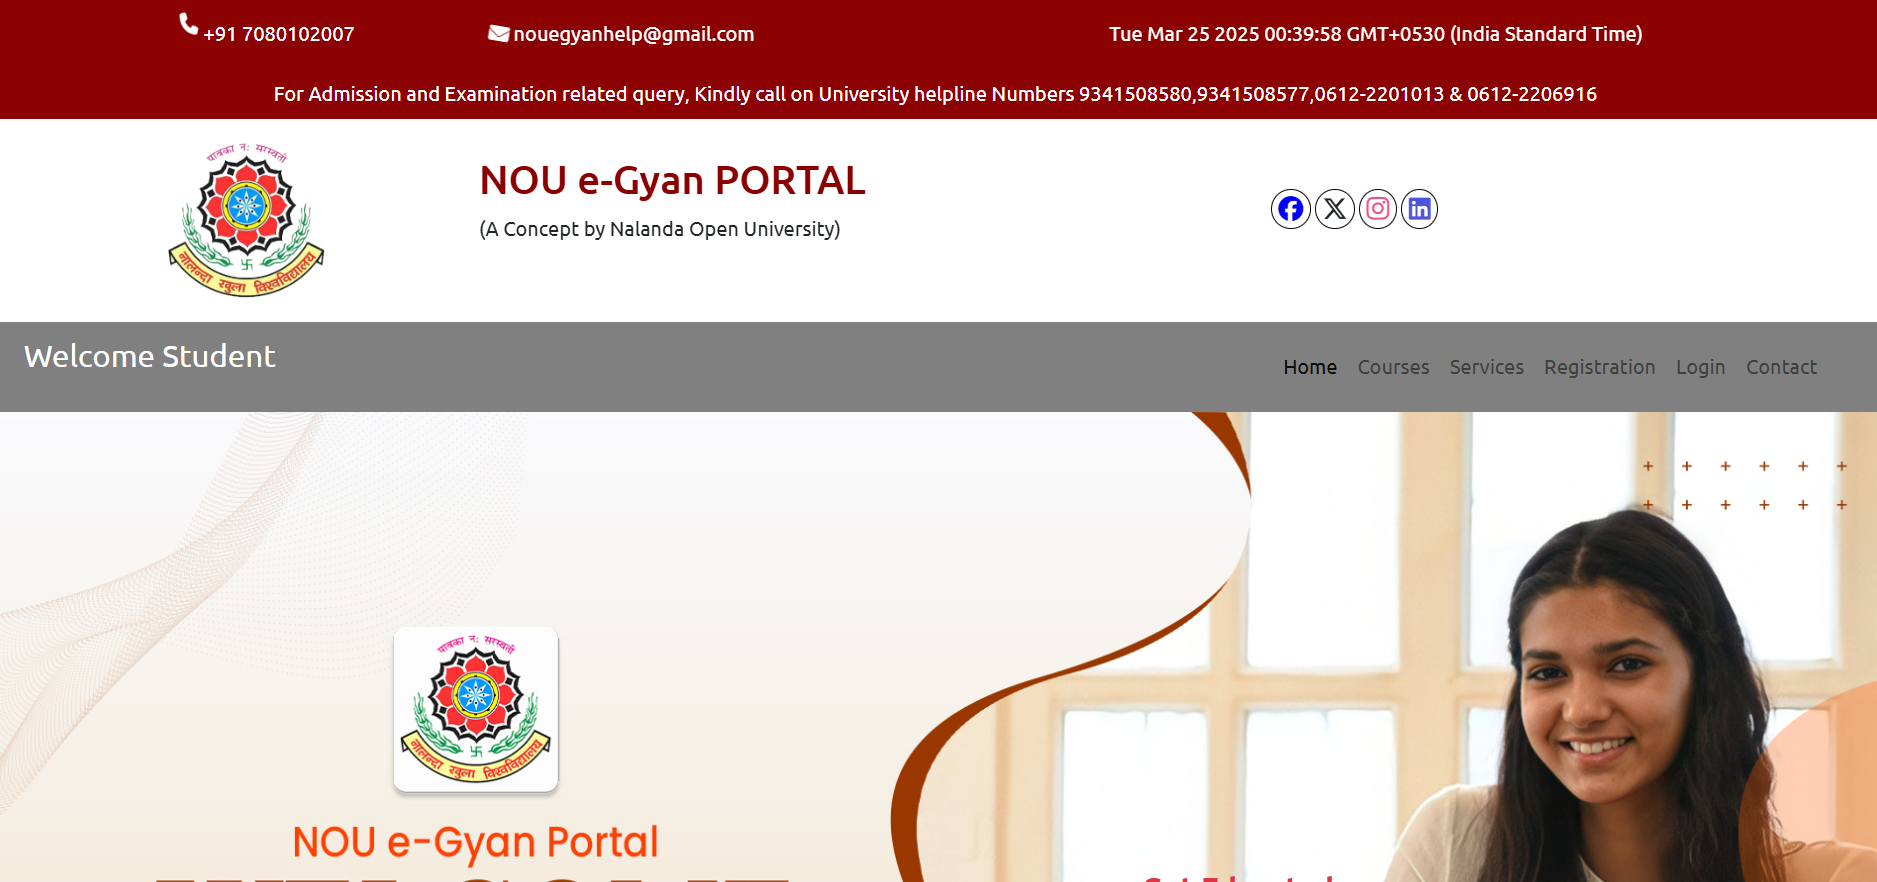 +91 7080102007
nouegyanhelp@gmail.com
Tue Mar 25 2025 00:39:58 GMT+0530 (India Standard Time)
For Admission and Examination related query, Kindly call on University helpline Numbers 9341508580,9341508577,0612-2201013 & 0612-2206916
पावका नः सरस्वती
नालन्दा खुला विश्वविद्यालय
NOU e-Gyan PORTAL
(A Concept by Nalanda Open University)
Welcome Student
Home Courses Services Registration Login Contact
पावका नः सरस्वती
नालन्दा खुला विश्वविद्यालय
NOU e-Gyan Portal